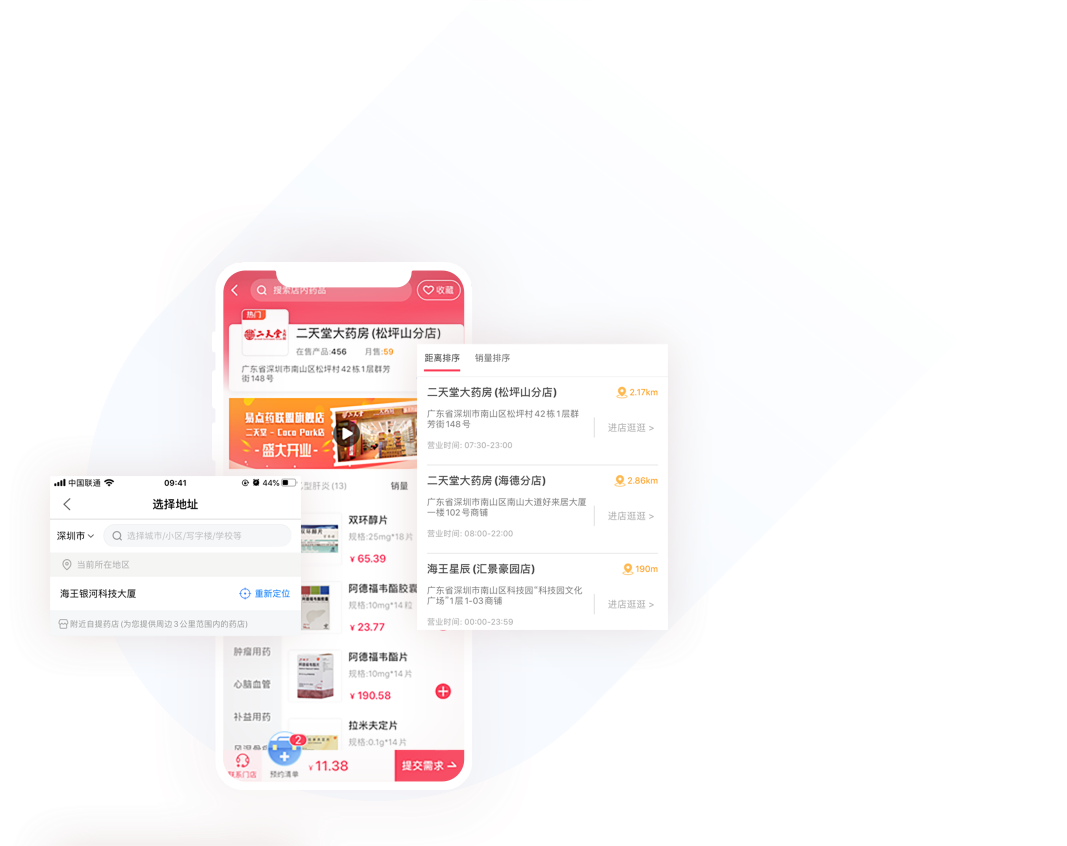 搜索店内药品
收藏
热门
二天堂
二天堂大药房(松坪山分店)
在售产品:456
月售:59
广东省深圳市南山区松坪村42栋1层群芳
街148号
易点药联盟旗舰店
二天堂 - Coco Park店
- 盛大开业 -
型肝炎(13)
销量
双环醇片
规格:25mg*18片
¥ 65.39
阿德福韦酯胶囊
规格:10mg*14粒
¥ 23.77
阿德福韦酯片
规格:10mg*14片
¥ 190.58
拉米夫定片
规格:0.1g*14片
肿瘤用药
心脑血管
补益用药
联系门店
预约清单
2
¥ 11.38
提交需求
中国联通
09:41
44%
选择地址
深圳市
选择城市/小区/写字楼/学校等
当前所在地区
海王银河科技大厦
重新定位
附近自提药店(为您提供周边3公里范围内的药店)
距离排序
销量排序
二天堂大药房(松坪山分店)
2.17km
广东省深圳市南山区松坪村42栋1层群
芳街148号
进店逛逛 >
营业时间: 07:30-23:00
二天堂大药房(海德分店)
2.86km
广东省深圳市南山区南山大道好来居大厦
一楼102号商铺
进店逛逛 >
营业时间: 08:00-22:00
海王星辰(汇景豪园店)
190m
广东省深圳市南山区科技园"科技园文化
广场"1层1-03商铺
进店逛逛 >
营业时间: 00:00-23:59